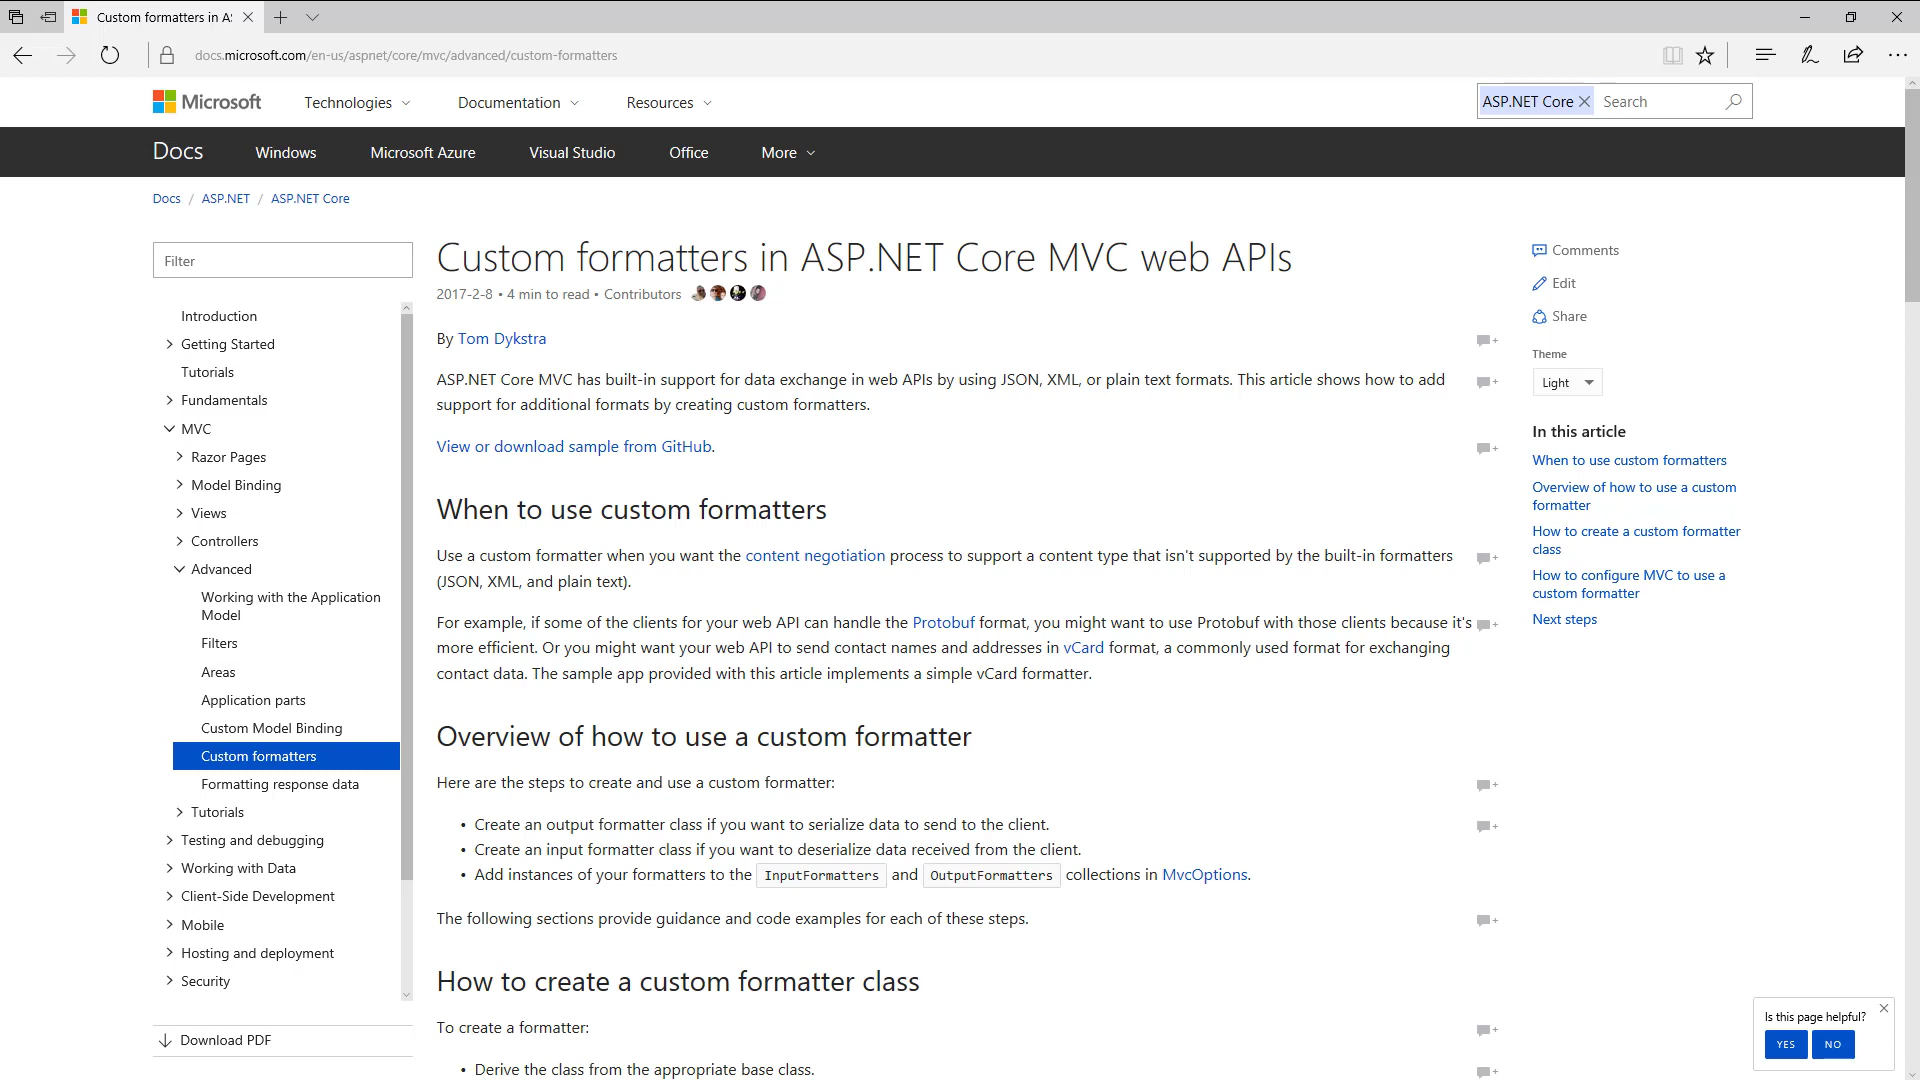 Custom formatters in A
docs.microsoft.com/en-us/aspnet/core/mvc/advanced/custom-formatters
Microsoft
Technologies
Documentation
Resources
ASP.NET Core
Search
Docs
Windows
Microsoft Azure
Visual Studio
Office
More
Docs / ASP.NET / ASP.NET Core
Filter
Introduction
Getting Started
Tutorials
Fundamentals
MVC
Razor Pages
Model Binding
Views
Controllers
Advanced
Working with the Application
Model
Filters
Areas
Application parts
Custom Model Binding
Custom formatters
Formatting response data
Tutorials
Testing and debugging
Working with Data
Client-Side Development
Mobile
Hosting and deployment
Security
Download PDF
Custom formatters in ASP.NET Core MVC web APIs
2017-2-8 • 4 min to read • Contributors
By Tom Dykstra
ASP.NET Core MVC has built-in support for data exchange in web APIs by using JSON, XML, or plain text formats. This article shows how to add
support for additional formats by creating custom formatters.
View or download sample from GitHub.
When to use custom formatters
Use a custom formatter when you want the content negotiation process to support a content type that isn't supported by the built-in formatters
(JSON, XML, and plain text).
For example, if some of the clients for your web API can handle the Protobuf format, you might want to use Protobuf with those clients because it's
more efficient. Or you might want your web API to send contact names and addresses in vCard format, a commonly used format for exchanging
contact data. The sample app provided with this article implements a simple vCard formatter.
Overview of how to use a custom formatter
Here are the steps to create and use a custom formatter:
• Create an output formatter class if you want to serialize data to send to the client.
• Create an input formatter class if you want to deserialize data received from the client.
• Add instances of your formatters to the InputFormatters and OutputFormatters collections in MvcOptions.
The following sections provide guidance and code examples for each of these steps.
How to create a custom formatter class
To create a formatter:
• Derive the class from the appropriate base class.
Comments
Edit
Share
Theme
Light
In this article
When to use custom formatters
Overview of how to use a custom
formatter
How to create a custom formatter
class
How to configure MVC to use a
custom formatter
Next steps
Is this page helpful?
YES
NO